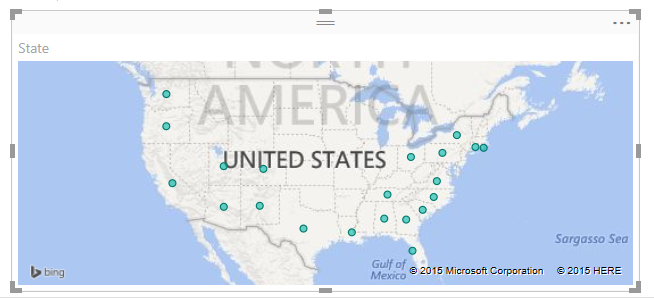 State
NORTH
AMERICA
UNITED STATES
Sargasso Sea
Gulf of
Mexico
bing
© 2015 Microsoft Corporation © 2015 HERE